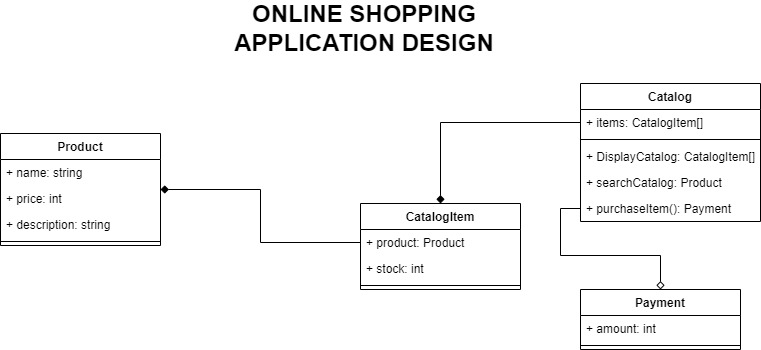 ONLINE SHOPPING
APPLICATION DESIGN
Product
+ name: string
+ price: int
+ description: string
CatalogItem
+ product: Product
+ stock: int
Catalog
+ items: CatalogItem[]
+ DisplayCatalog: CatalogItem[]
+ searchCatalog: Product
+ purchaseItem(): Payment
Payment
+ amount: int